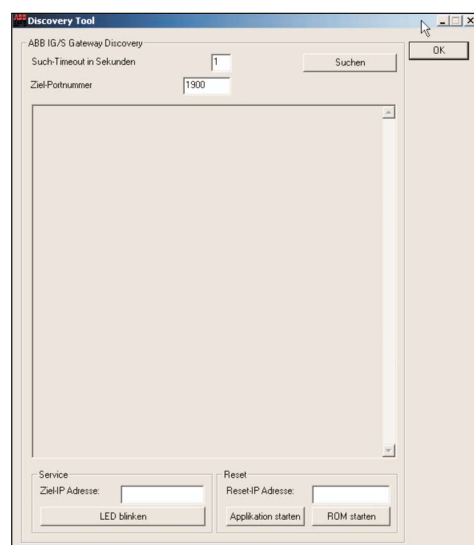 ABB Discovery Tool
OK
ABB IG/S Gateway Discovery
Such-Timeout in Sekunden 1 Suchen
Ziel-Portnummer 1900
Service
Ziel-IP Adresse:
LED blinken
Reset
Reset-IP Adresse:
Applikation starten ROM starten